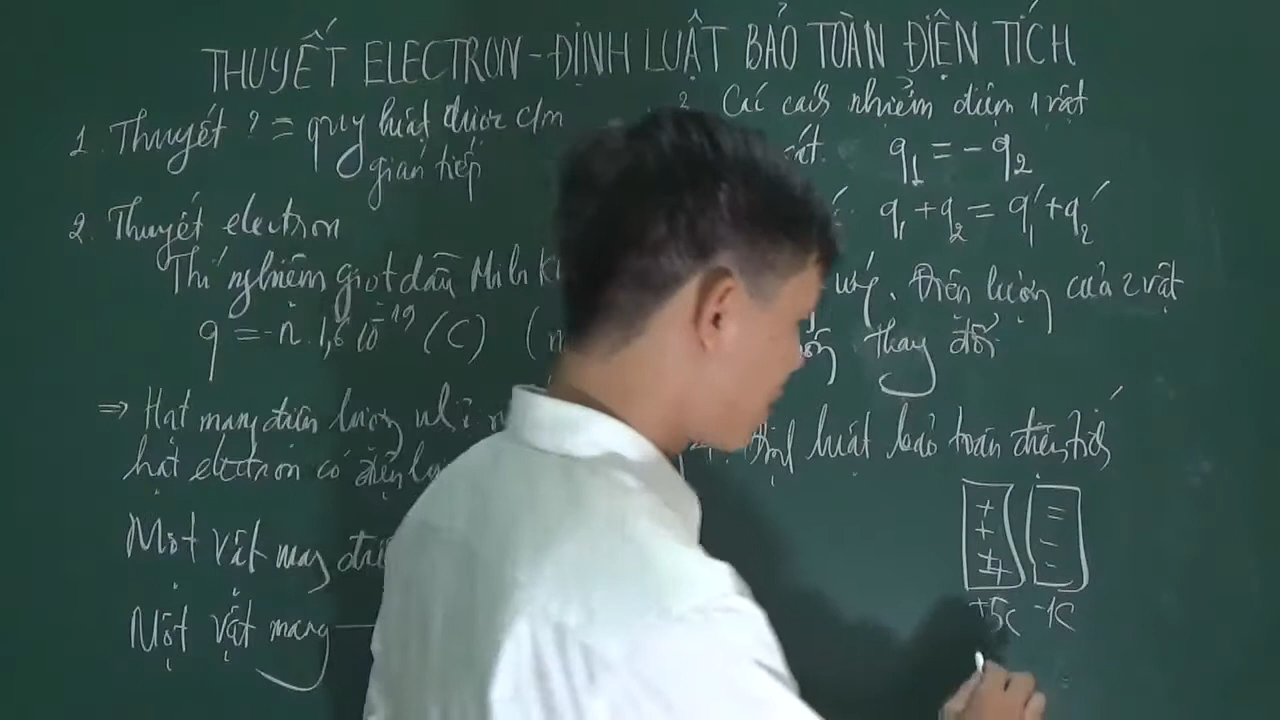 THUYẾT ELECTRON - ĐỊNH LUẬT BẢO TOÀN ĐIỆN TÍCH
1. Thuyết ? = quy luật được c/m
gián tiếp
2. Thuyết electron
Thí nghiệm giọt dầu
q = -n. 1,6 10^-19 (C)
⇒ Hạt mang điện lượng nhỏ
hạt electron có điện
Một vật mang
Một vật mang
Các cách nhiễm điện 1 vật
q1 = - q2
q1 + q2 = q1' + q2'
ứng. Điện lượng của 2 vật
thay đổi
Định luật bảo toàn điện tích
+ =
+ -
+ -
+5C -1C